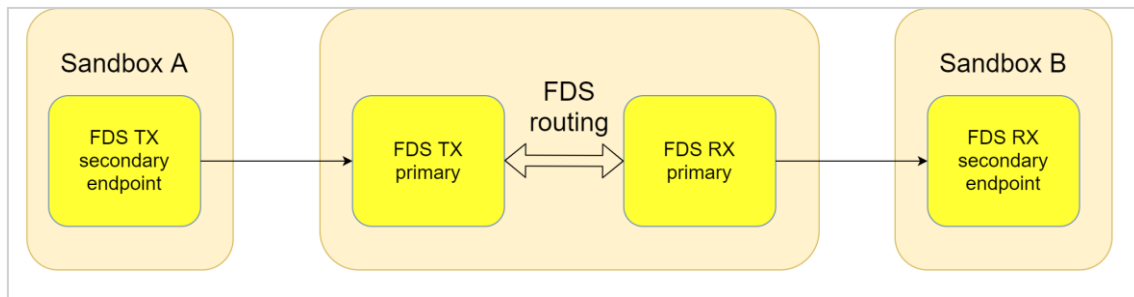 Sandbox A
FDS TX
secondary
endpoint
FDS TX
primary
FDS
routing
FDS RX
primary
Sandbox B
FDS RX
secondary
endpoint